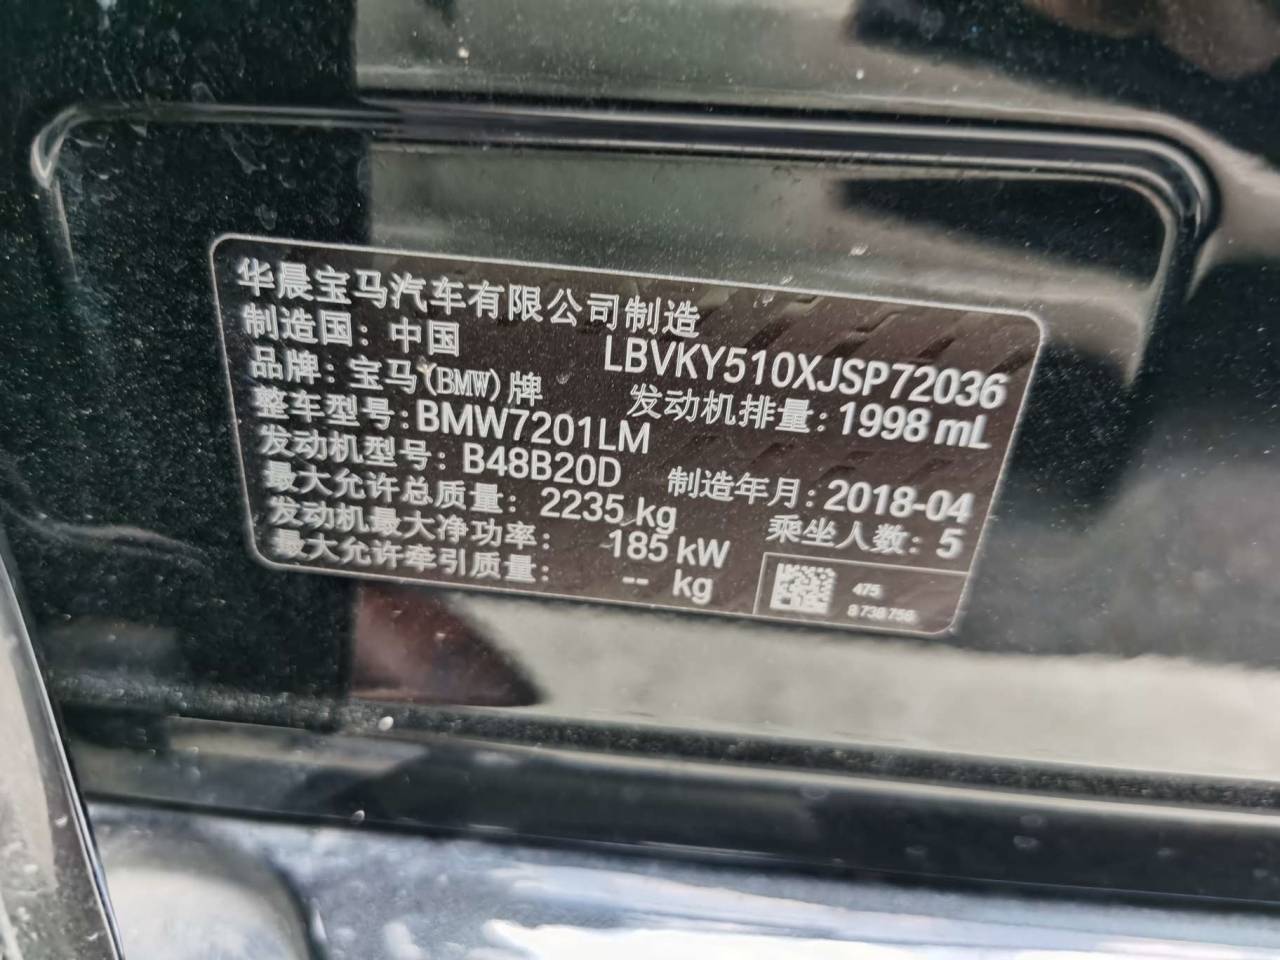 华晨宝马汽车有限公司制造
制造国：中国
LBVKY510XJSP72036
品牌：宝马(BMW)牌
发动机排量：1998 mL
整车型号：BMW7201LM
发动机型号：B48B20D
制造年月：2018-04
最大允许总质量：2235 kg
乘坐人数：5
发动机最大净功率：185 kW
最大允许牵引质量：-- kg
475
8738756